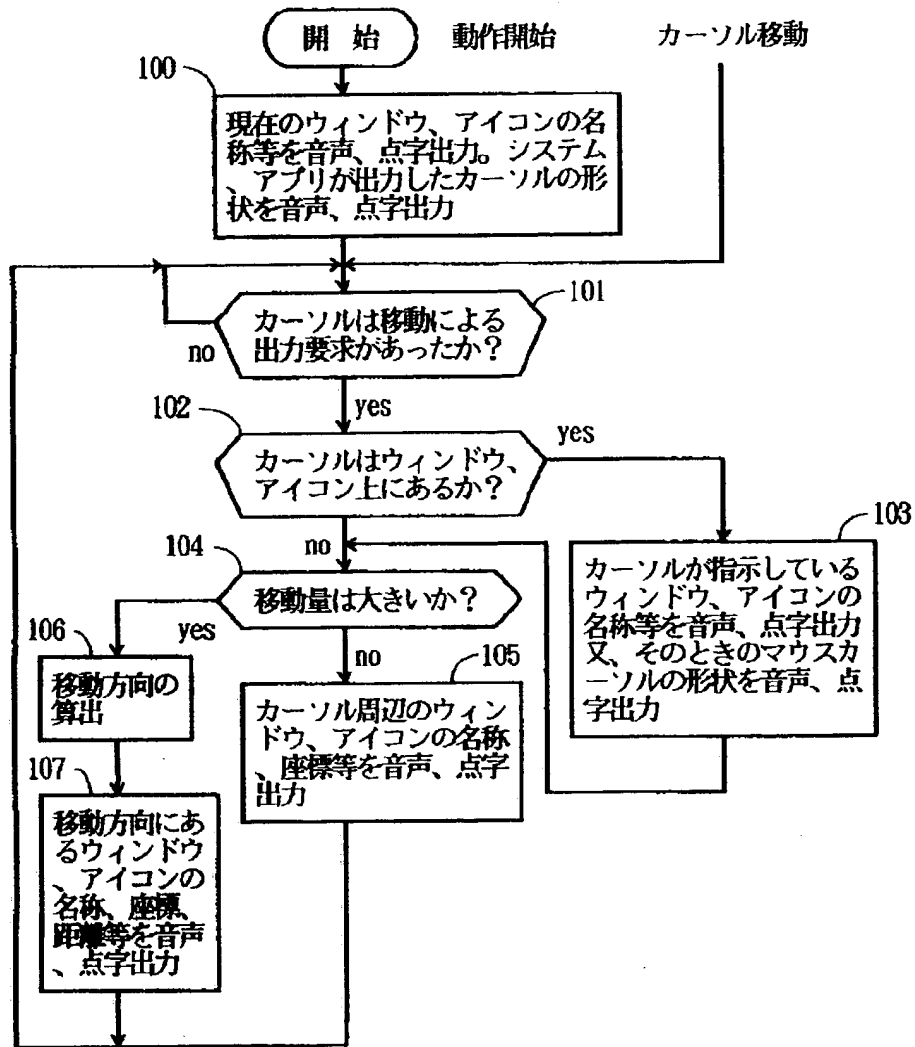 開 始
動作開始
カーソル移動
100
現在のウィンドウ、アイコンの名
称等を音声、点字出力。システム
、アプリが出力したカーソルの形
状を音声、点字出力
101
カーソルは移動による
出力要求があったか？
no
yes
102
カーソルはウィンドウ、
アイコン上にあるか？
yes
no
103
カーソルが指示している
ウィンドウ、アイコンの
名称等を音声、点字出力
又、そのときのマウスカ
ーソルの形状を音声、点
字出力
104
移動量は大きいか？
yes
no
106
移動方向の
算出
105
カーソル周辺のウィン
ドウ、アイコンの名称
、座標等を音声、点字
出力
107
移動方向にあ
るウィンドウ
、アイコンの
名称、座標、
距離等を音声
、点字出力